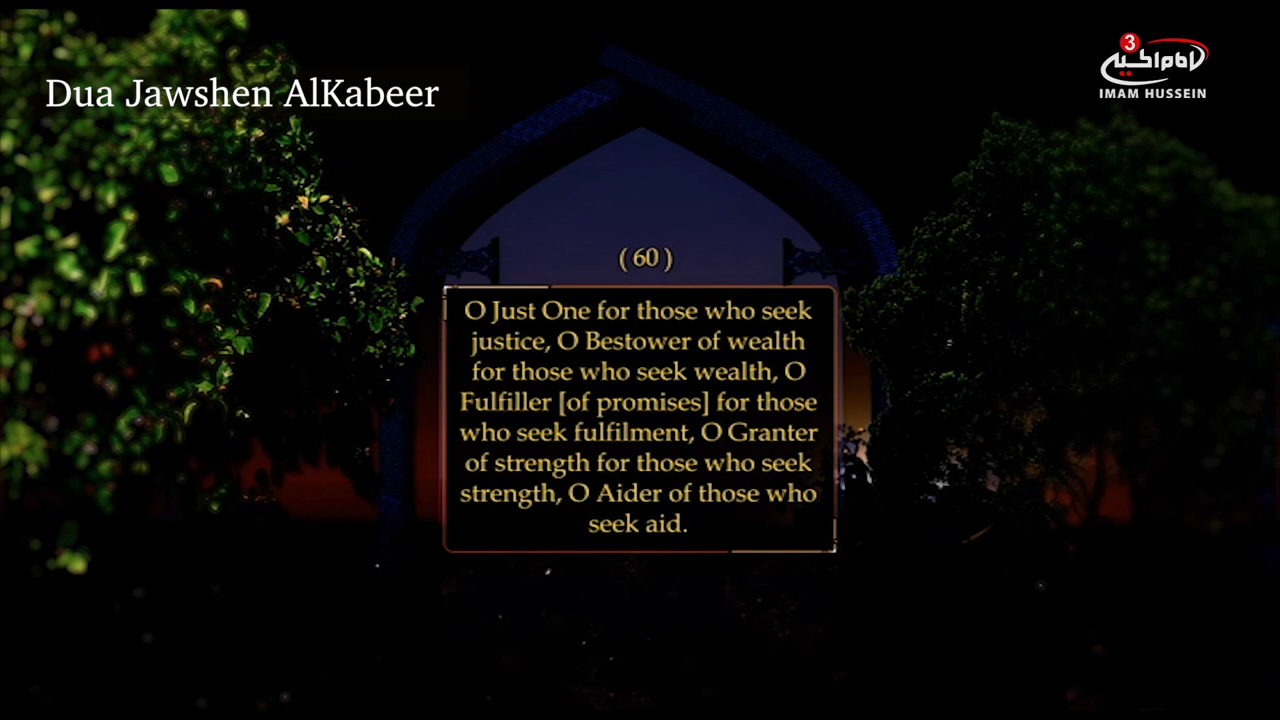 Dua Jawshen AlKabeer
3
IMAM HUSSEIN
( 60 )
O Just One for those who seek
justice, O Bestower of wealth
for those who seek wealth, O
Fulfiller [of promises] for those
who seek fulfilment, O Granter
of strength for those who seek
strength, O Aider of those who
seek aid.